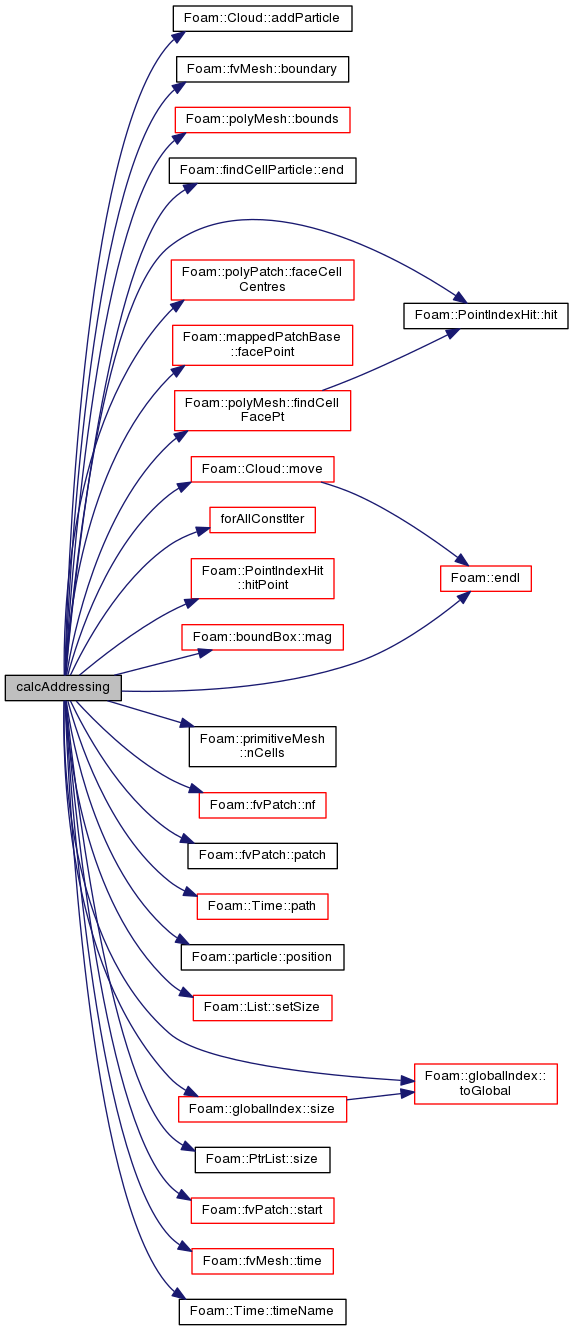 Foam::Cloud::addParticle
Foam::fvMesh::boundary
Foam::polyMesh::bounds
Foam::findCellParticle::end
Foam::polyPatch::faceCell
Centres
Foam::PointIndexHit::hit
Foam::mappedPatchBase
::facePoint
Foam::polyMesh::findCell
FacePt
Foam::Cloud::move
forAllConstIter
Foam::PointIndexHit
::hitPoint
Foam::endl
Foam::boundBox::mag
calcAddressing
Foam::primitiveMesh
::nCells
Foam::fvPatch::nf
Foam::fvPatch::patch
Foam::Time::path
Foam::particle::position
Foam::List::setSize
Foam::globalIndex::
toGlobal
Foam::globalIndex::size
Foam::PtrList::size
Foam::fvPatch::start
Foam::fvMesh::time
Foam::Time::timeName